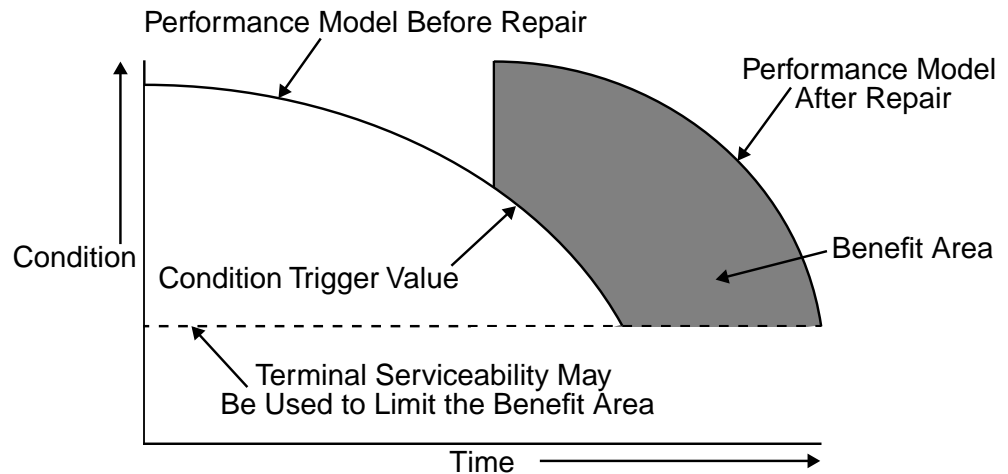 Performance Model Before Repair
Performance Model
After Repair
Condition
Benefit Area
Condition Trigger Value
Terminal Serviceability May
Be Used to Limit the Benefit Area
Time